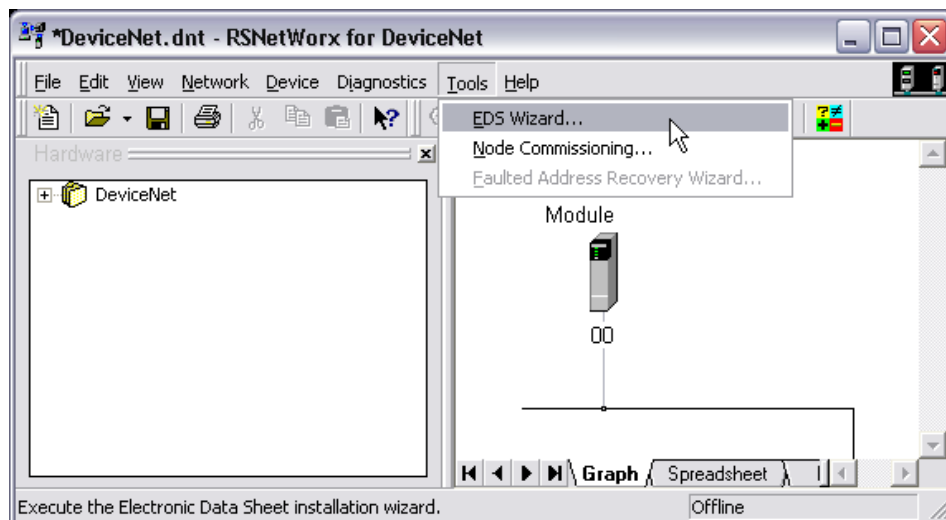 *DeviceNet.dnt - RSNetWorx for DeviceNet
File Edit View Network Device Diagnostics Tools Help
EDS Wizard...
Node Commissioning...
Faulted Address Recovery Wizard...
Hardware
DeviceNet
Module
00
Graph Spreadsheet
Execute the Electronic Data Sheet installation wizard. Offline